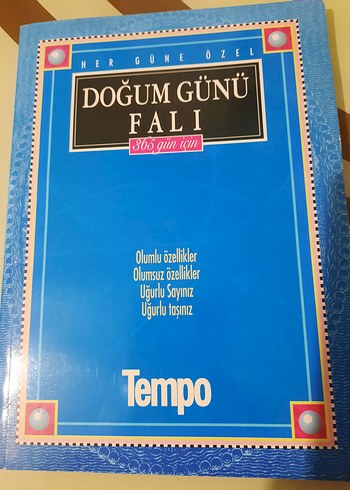 HER GÜNE ÖZEL
DOĞUM GÜNÜ
FALI
365 gün için
Olumlu özellikler
Olumsuz özellikler
Uğurlu Sayınız
Uğurlu taşınız
Tempo